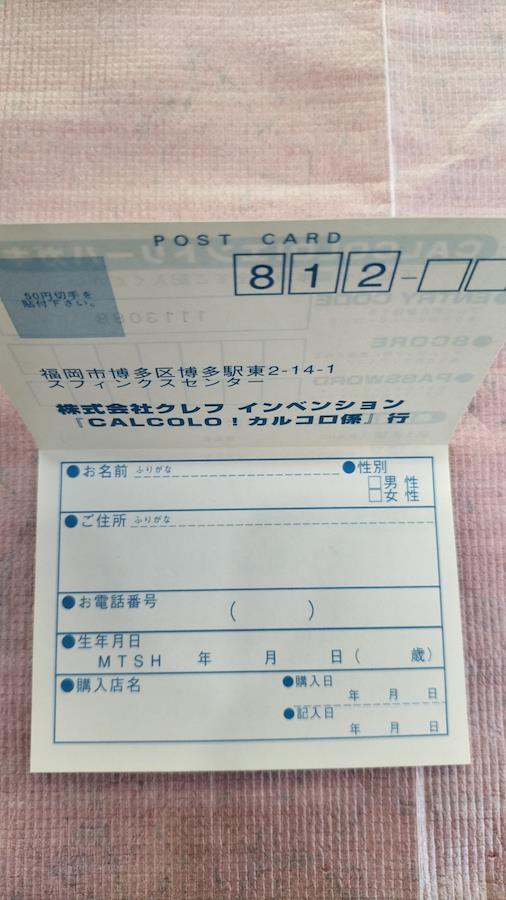 POST CARD
812-
50円切手を
貼付下さい。
福岡市博多区博多駅東2-14-1
スフィンクスセンター
株式会社クレフ インベンション
『CALCOLO！カルコロ係』行
●お名前 ふりがな
●性別
□男 性
□女 性
●ご住所 ふりがな
●お電話番号 ( )
●生年月日
MTSH 年 月 日( 歳)
●購入店名
●購入日
年 月 日
●記入日
年 月 日